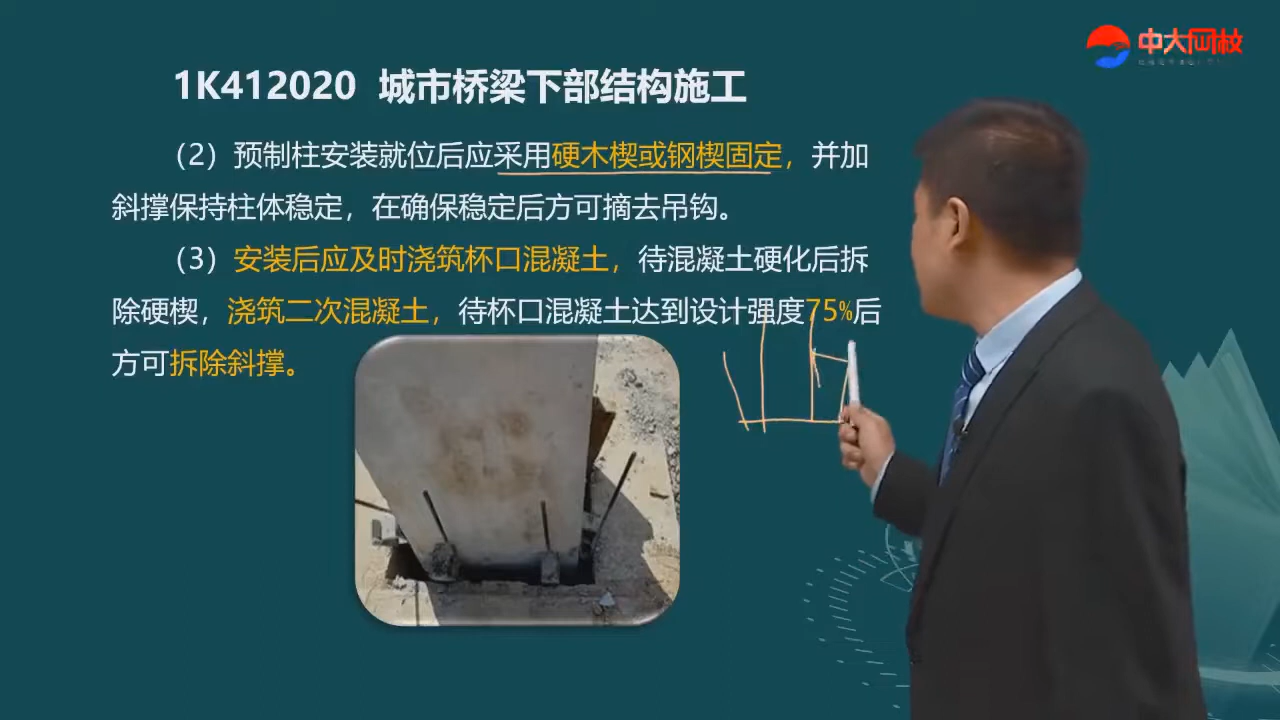 中大网校
1K412020 城市桥梁下部结构施工
（2）预制柱安装就位后应采用硬木楔或钢楔固定，并加
斜撑保持柱体稳定，在确保稳定后方可摘去吊钩。
（3）安装后应及时浇筑杯口混凝土，待混凝土硬化后拆
除硬楔，浇筑二次混凝土，待杯口混凝土达到设计强度75%后
方可拆除斜撑。